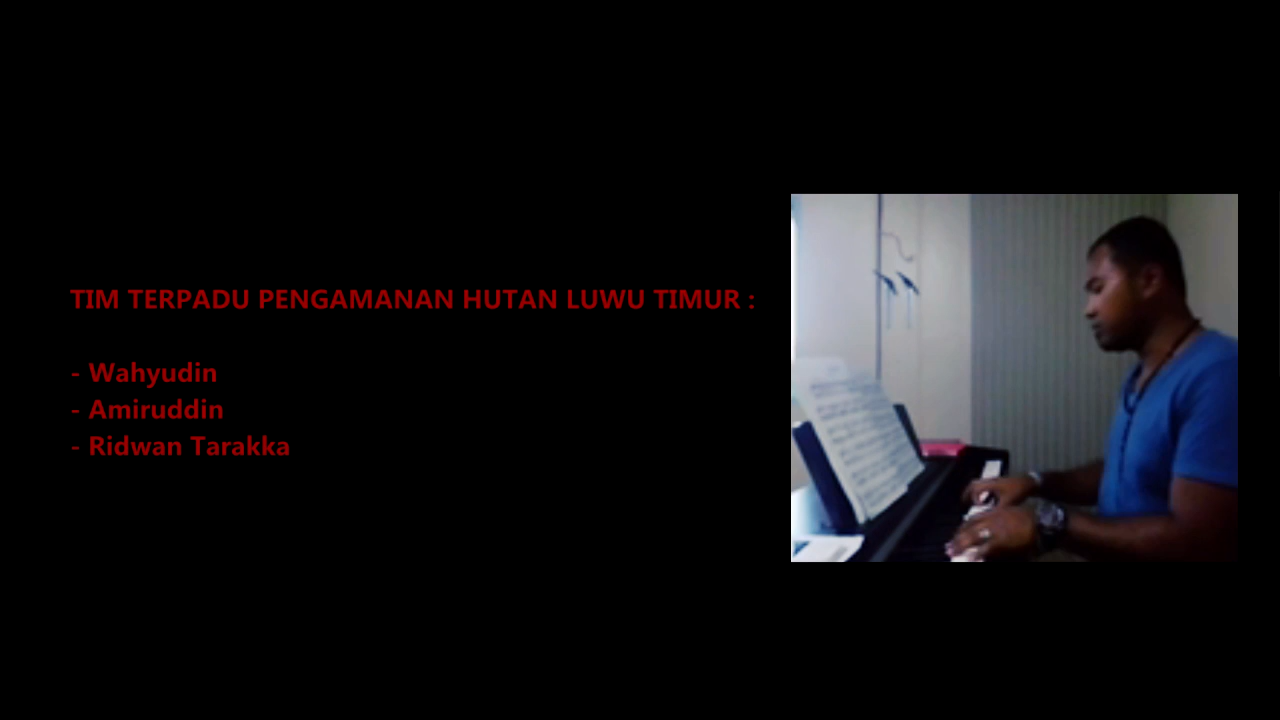 TIM TERPADU PENGAMANAN HUTAN LUWU TIMUR :
- Wahyudin
- Amiruddin
- Ridwan Tarakka